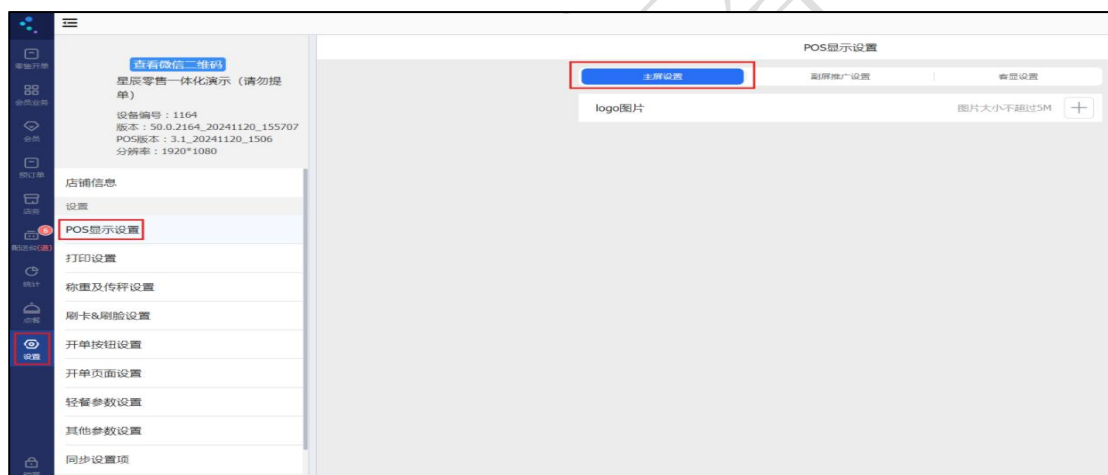 POS显示设置
零售开单
查看微信二维码
星辰零售一体化演示（请勿提
单）
主屏设置
副屏推广设置
客显设置
会员业务
logo图片
图片大小不超过5M
设备编号：1164
版本：50.0.2164_20241120_155707
POS版本：3.1_20241120_1506
分辨率：1920*1080
会员
预订单
店铺信息
店务
设置
POS显示设置
6
配送台(退)
打印设置
统计
称重及传秤设置
点餐
刷卡&刷脸设置
设置
开单按钮设置
开单页面设置
轻餐参数设置
其他参数设置
同步设置项